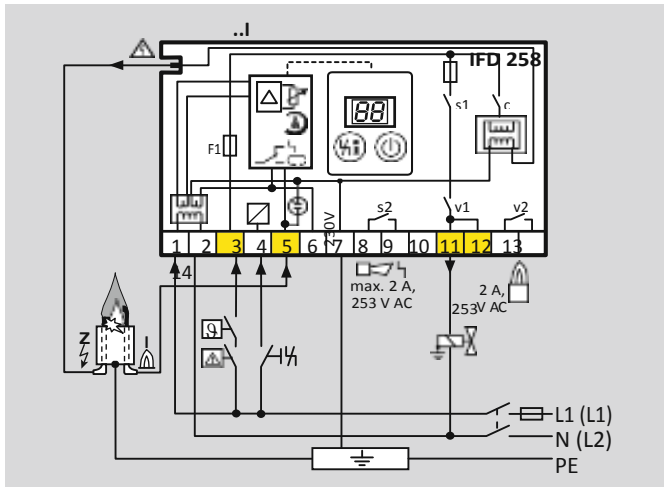 ..I
IFD 258
88
s1
c
F1
s2
v1
v2
230V
1 2 3 4 5 6 7 8 9 10 11 12 13
14
max. 2 A,
253 V AC
2 A,
253V AC
Z
I
ϑ
L1 (L1)
N (L2)
PE